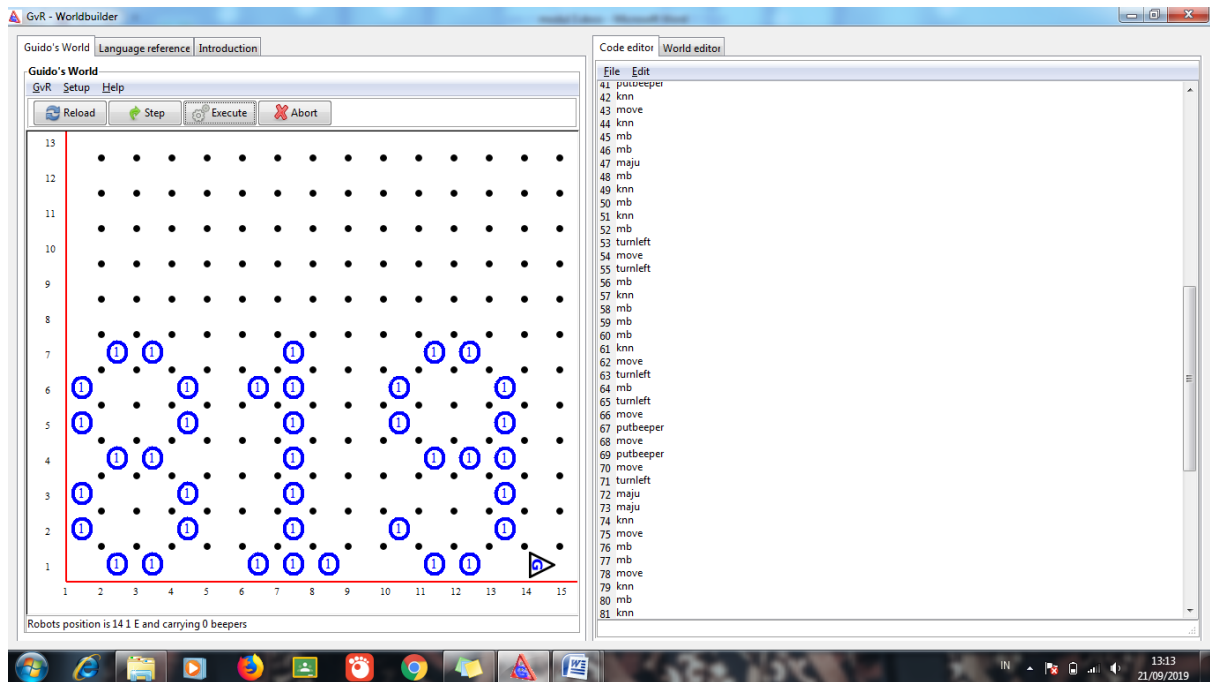 GvR - Worldbuilder
Guido's World Language reference Introduction
Guido's World
GvR Setup Help
Reload Step Execute Abort
13
12
11
10
9
8
7 1 1 1 1 1
6 1 1 1 1 1 1
5 1 1 1 1 1
4 1 1 1 1 1 1
3 1 1 1 1
2 1 1 1 1 1
1 1 1 1 1 1 1 1 G
1 2 3 4 5 6 7 8 9 10 11 12 13 14 15
Robots position is 14 1 E and carrying 0 beepers
Code editor World editor
File Edit
41 putbeeper
42 knn
43 move
44 knn
45 mb
46 mb
47 maju
48 mb
49 knn
50 mb
51 knn
52 mb
53 turnleft
54 move
55 turnleft
56 mb
57 knn
58 mb
59 mb
60 mb
61 knn
62 move
63 turnleft
64 mb
65 turnleft
66 move
67 putbeeper
68 move
69 putbeeper
70 move
71 turnleft
72 maju
73 maju
74 knn
75 move
76 mb
77 mb
78 move
79 knn
80 mb
81 knn
IN 13:13
21/09/2019